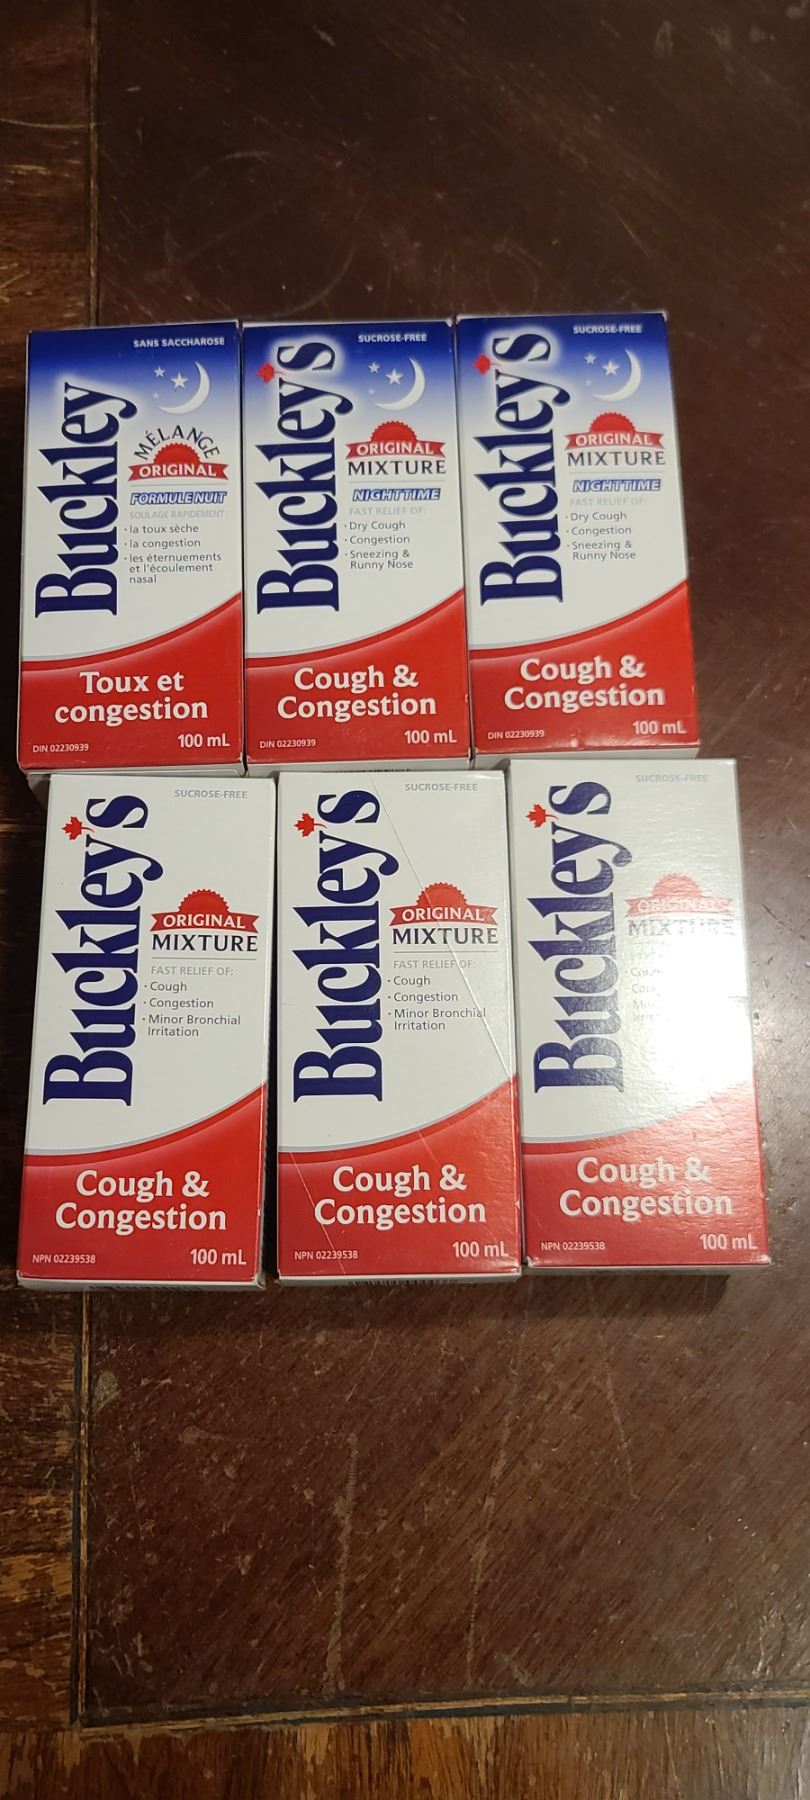 SANS SACCHAROSE
Buckley
MÉLANGE
ORIGINAL
FORMULE NUIT
SOULAGE RAPIDEMENT:
· la toux sèche
· la congestion
· les éternuements
et l'écoulement
nasal
Toux et
congestion
DIN 02230939
100 mL
SUCROSE-FREE
Buckley's
ORIGINAL
MIXTURE
NIGHTTIME
FAST RELIEF OF:
· Dry Cough
· Congestion
· Sneezing &
Runny Nose
Cough &
Congestion
DIN 02230939
100 mL
SUCROSE-FREE
Buckley's
ORIGINAL
MIXTURE
NIGHTTIME
FAST RELIEF OF:
· Dry Cough
· Congestion
· Sneezing &
Runny Nose
Cough &
Congestion
DIN 02230939
100 mL
SUCROSE-FREE
Buckley's
ORIGINAL
MIXTURE
FAST RELIEF OF:
· Cough
· Congestion
· Minor Bronchial
Irritation
Cough &
Congestion
NPN 02239538
100 mL
SUCROSE-FREE
Buckley's
ORIGINAL
MIXTURE
FAST RELIEF OF:
· Cough
· Congestion
· Minor Bronchial
Irritation
Cough &
Congestion
NPN 02239538
100 mL
SUCROSE-FREE
Buckley's
ORIGINAL
MIXTURE
Cough &
Congestion
NPN 02239538
100 mL